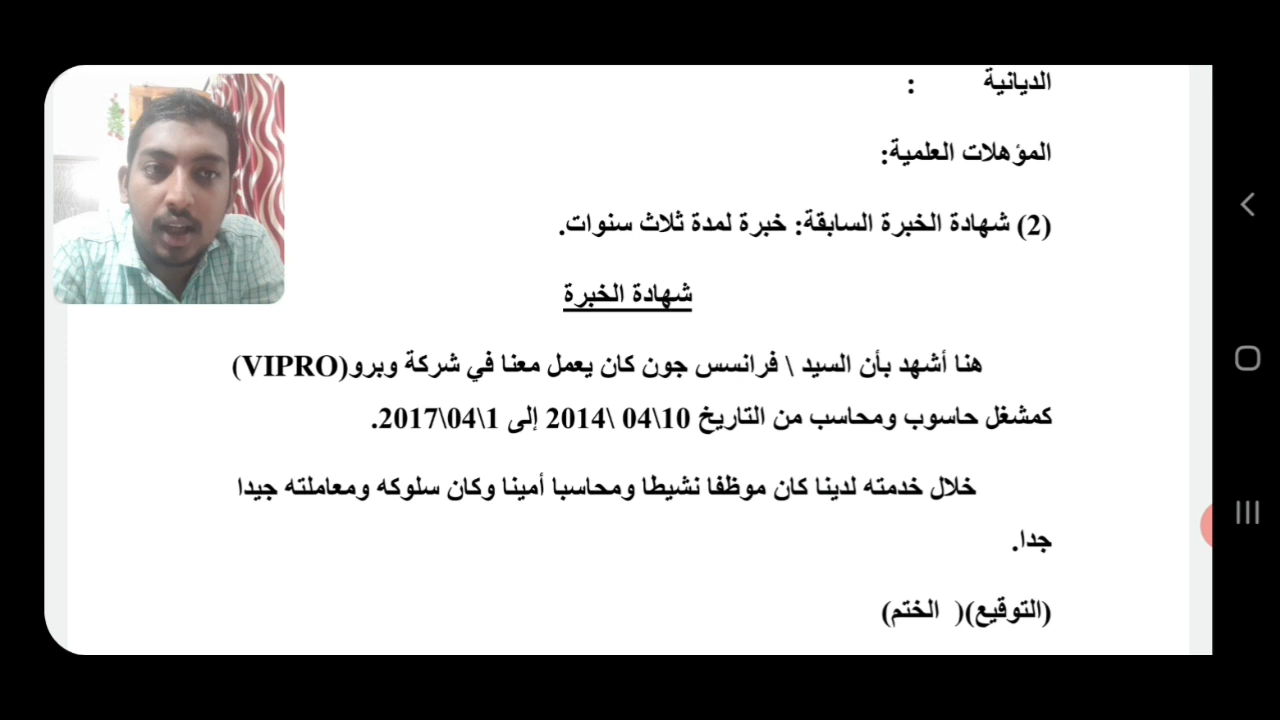 الديانية :
المؤهلات العلمية:
(2) شهادة الخبرة السابقة: خبرة لمدة ثلاث سنوات.
شهادة الخبرة
هنا أشهد بأن السيد \ فرانسس جون كان يعمل معنا في شركة وبرو(VIPRO)
كمشغل حاسوب ومحاسب من التاريخ 10\04 \2014 إلى 1\04\2017.
خلال خدمته لدينا كان موظفا نشيطا ومحاسبا أمينا وكان سلوكه ومعاملته جيدا
جدا.
(التوقيع)( الختم)